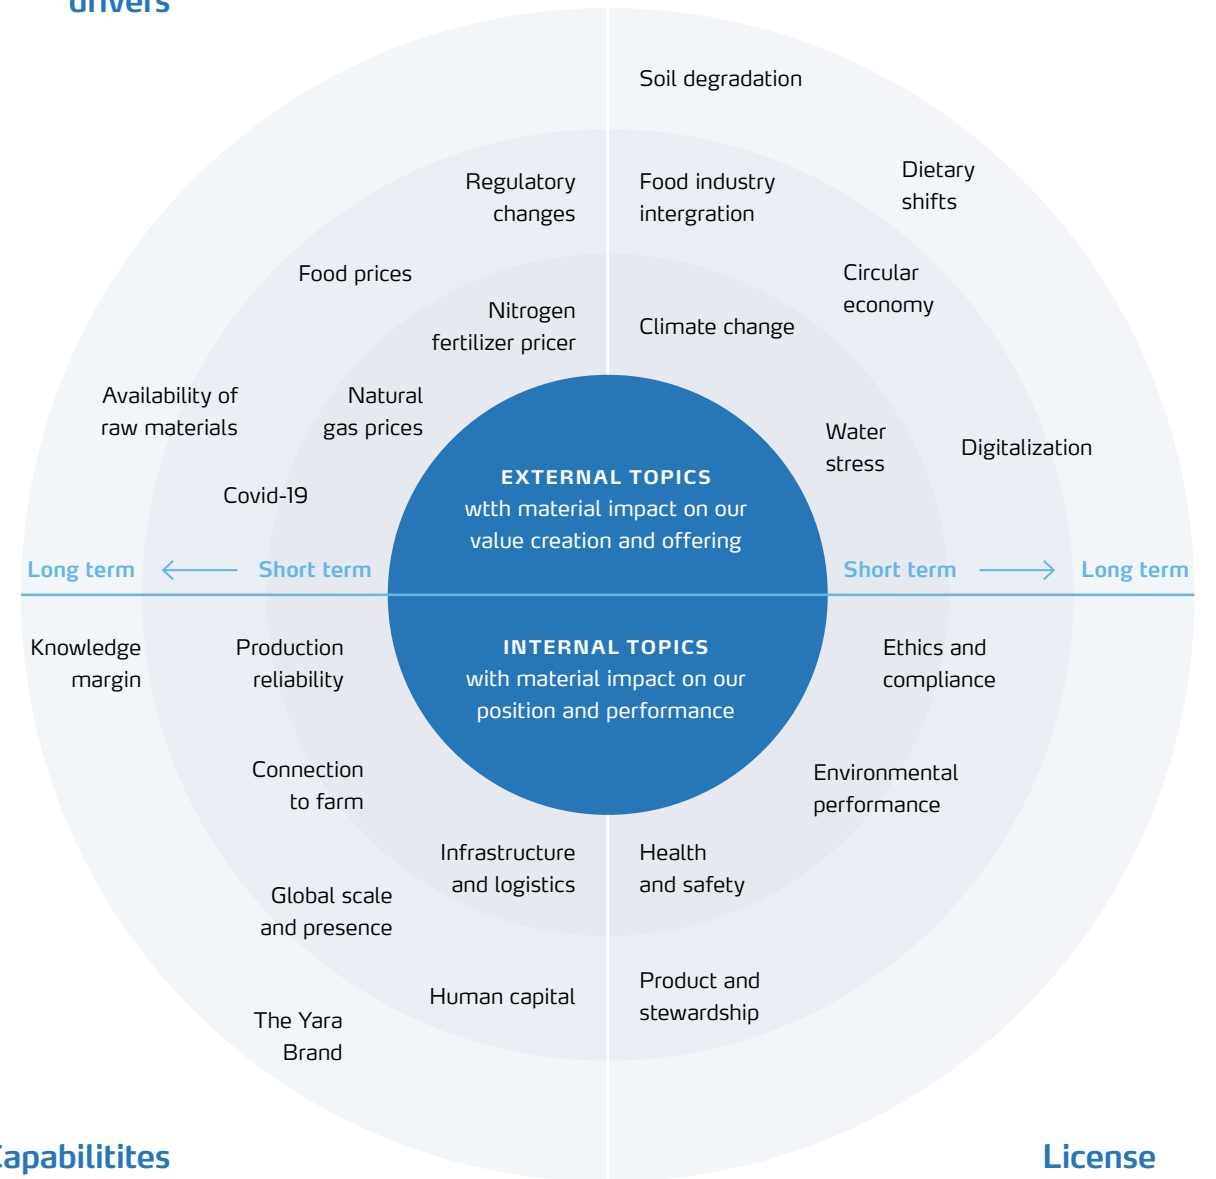 drivers
Soil degradation
Dietary
shifts
Regulatory
changes
Food industry
intergration
Food prices
Circular
economy
Nitrogen
fertilizer pricer
Climate change
Availability of
raw materials
Natural
gas prices
Water
stress
Digitalization
Covid-19
EXTERNAL TOPICS
wtth material impact on our
value creation and offering
Long term
Short term
Short term
Long term
Knowledge
margin
Production
reliability
INTERNAL TOPICS
with material impact on our
position and performance
Ethics and
compliance
Connection
to farm
Environmental
performance
Infrastructure
and logistics
Health
and safety
Global scale
and presence
Human capital
Product and
stewardship
The Yara
Brand
Capabilitites
License